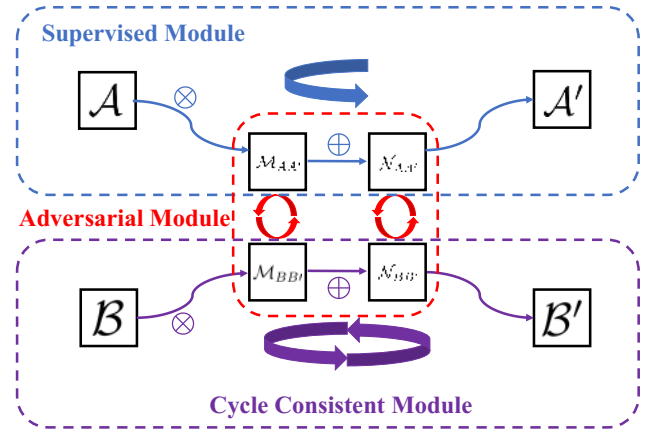 Supervised Module
⊗
𝒜
𝒜′
⊕
ℳ_{AA′}
𝒩_{AA′}
Adversarial Module
ℳ_{BB′}
𝒩_{BB′}
⊕
ℬ
⊗
ℬ′
Cycle Consistent Module